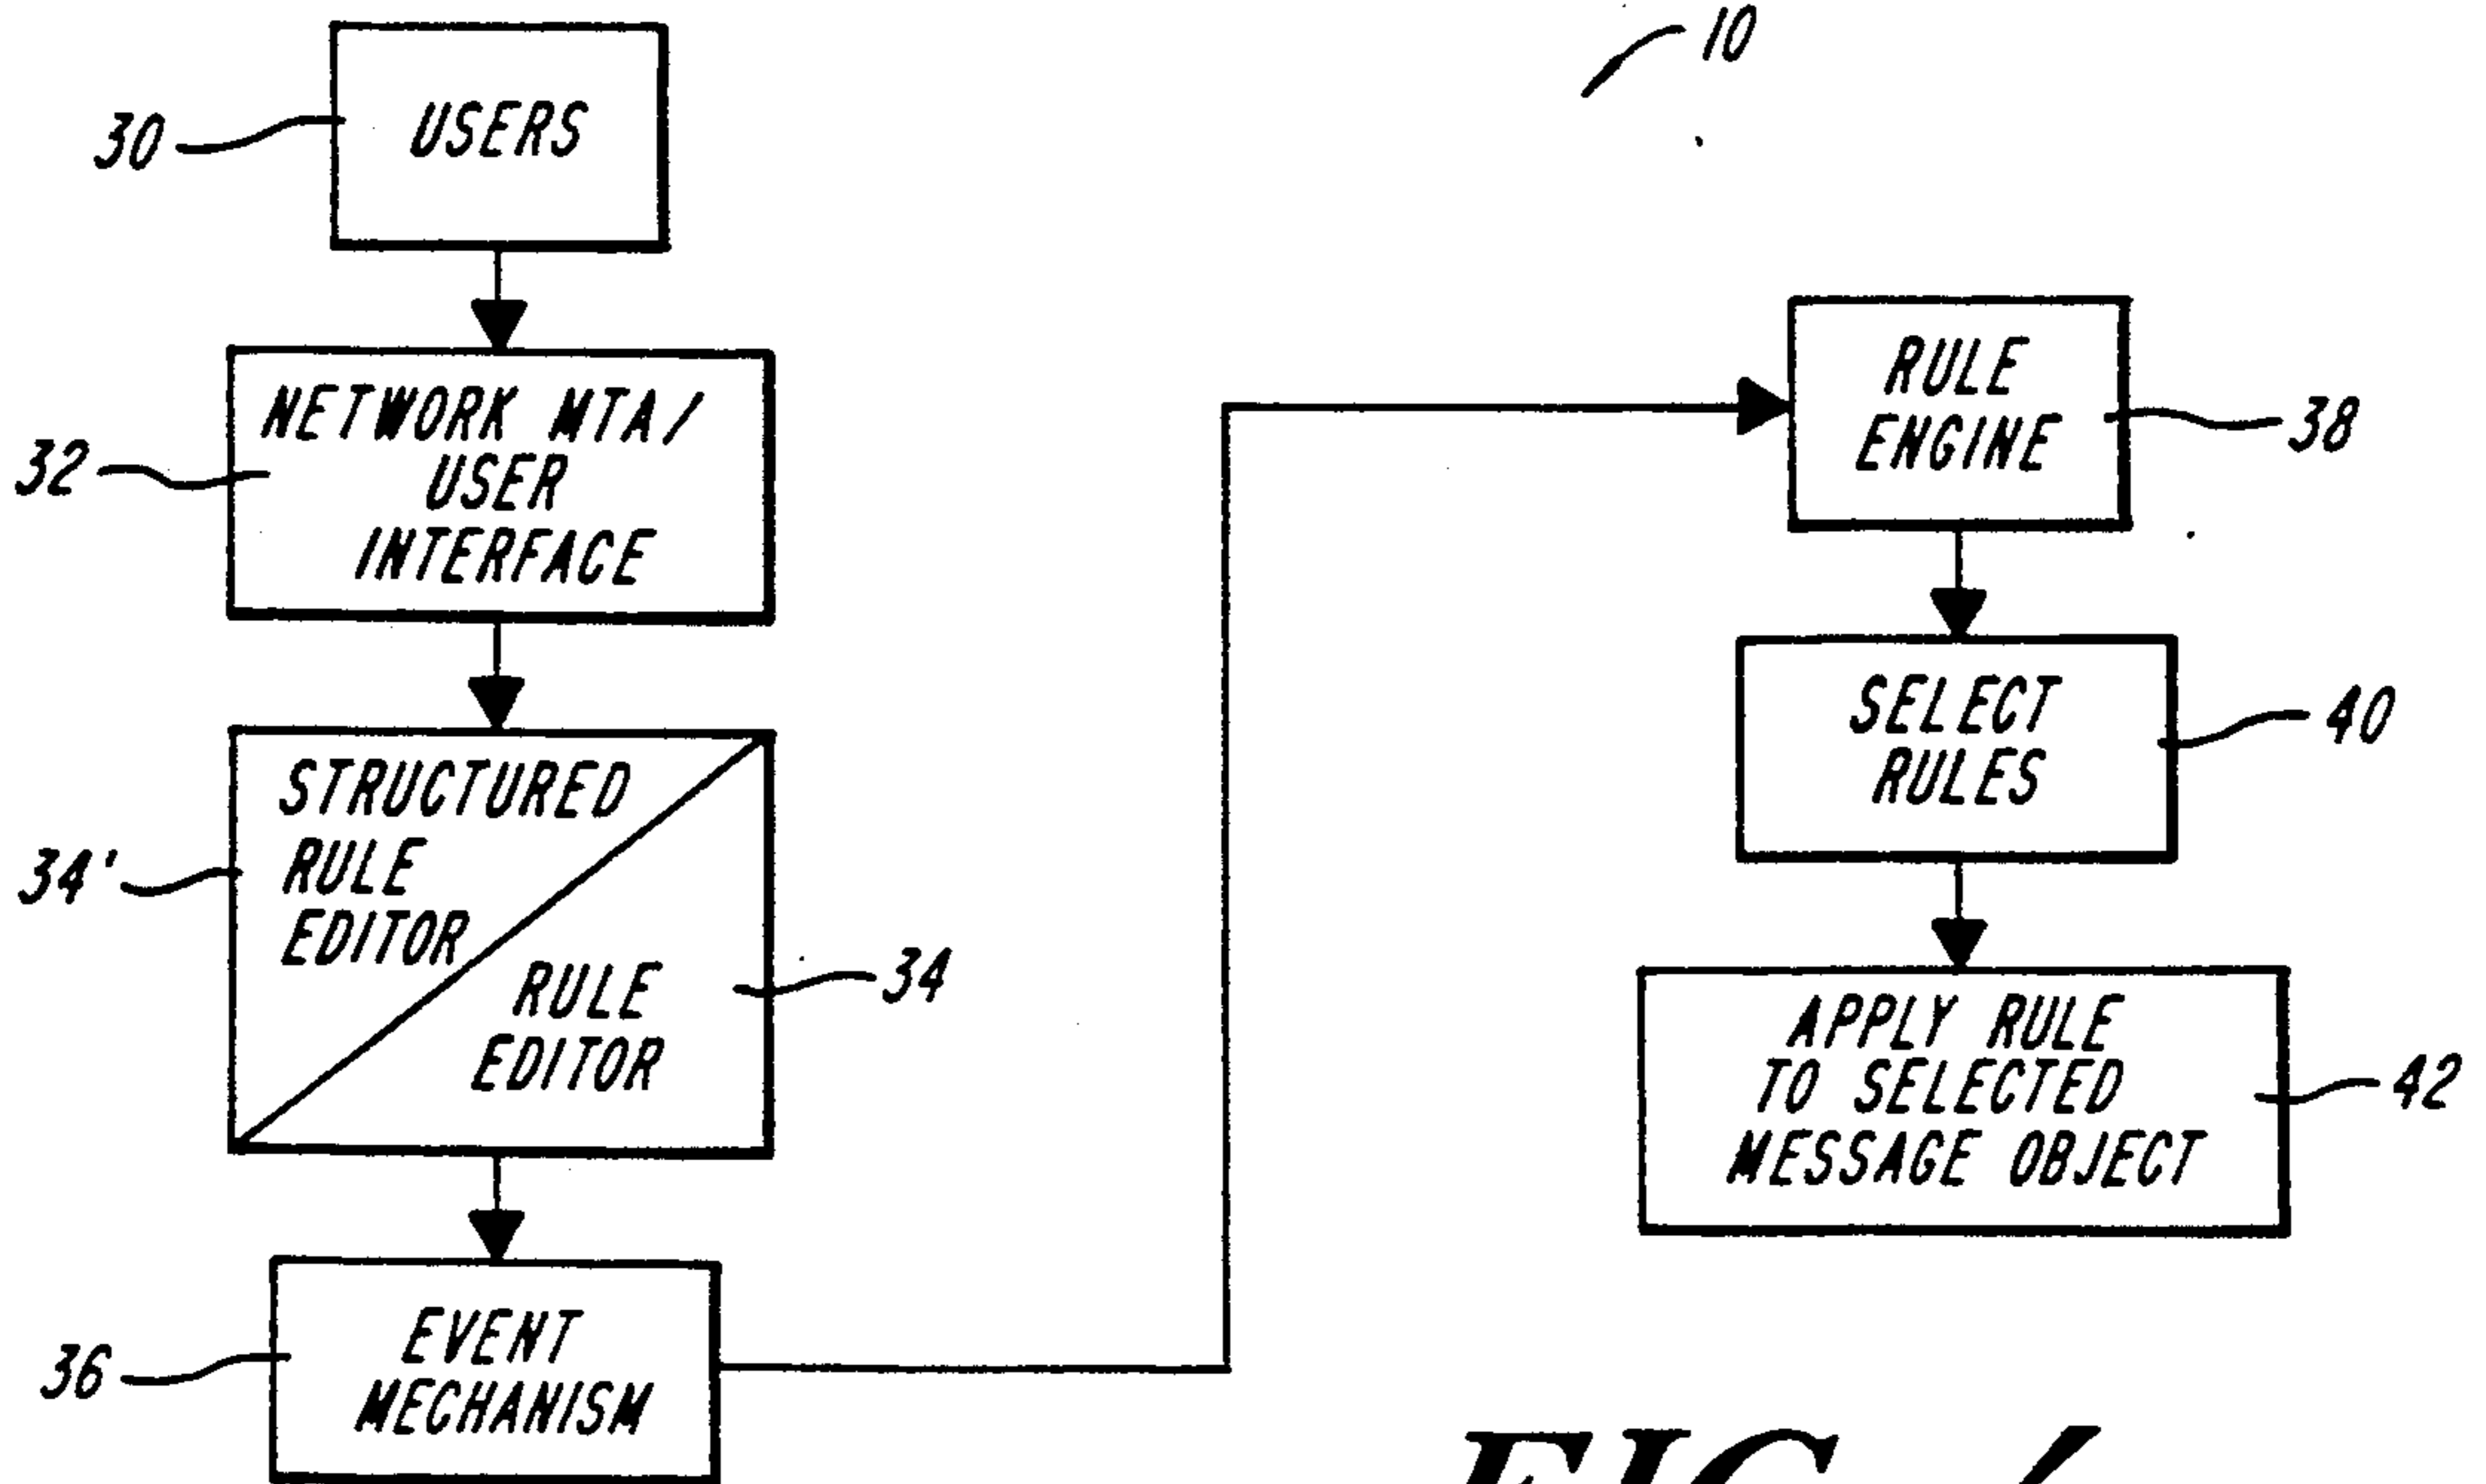 10
30
USERS
32
NETWORK MTA/
USER
INTERFACE
34'
STRUCTURED
RULE
EDITOR
RULE
EDITOR
34
36
EVENT
MECHANISM
RULE
ENGINE
38
SELECT
RULES
40
APPLY RULE
TO SELECTED
MESSAGE OBJECT
42